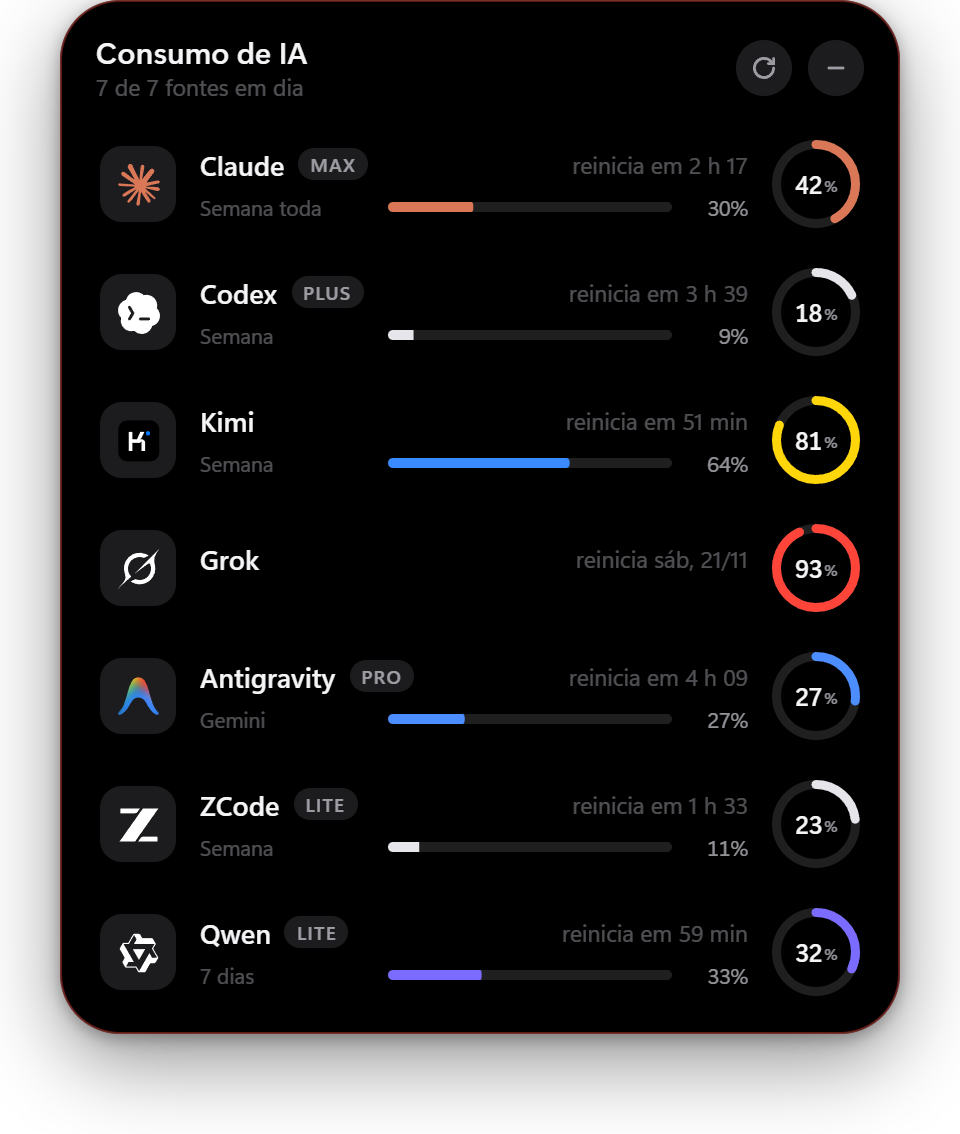 Consumo de IA
7 de 7 fontes em dia
Claude MAX reinicia em 2 h 17 42%
Semana toda 30%
Codex PLUS reinicia em 3 h 39 18%
Semana 9%
Kimi reinicia em 51 min 81%
Semana 64%
Grok reinicia sáb, 21/11 93%
Antigravity PRO reinicia em 4 h 09 27%
Gemini 27%
ZCode LITE reinicia em 1 h 33 23%
Semana 11%
Qwen LITE reinicia em 59 min 32%
7 dias 33%